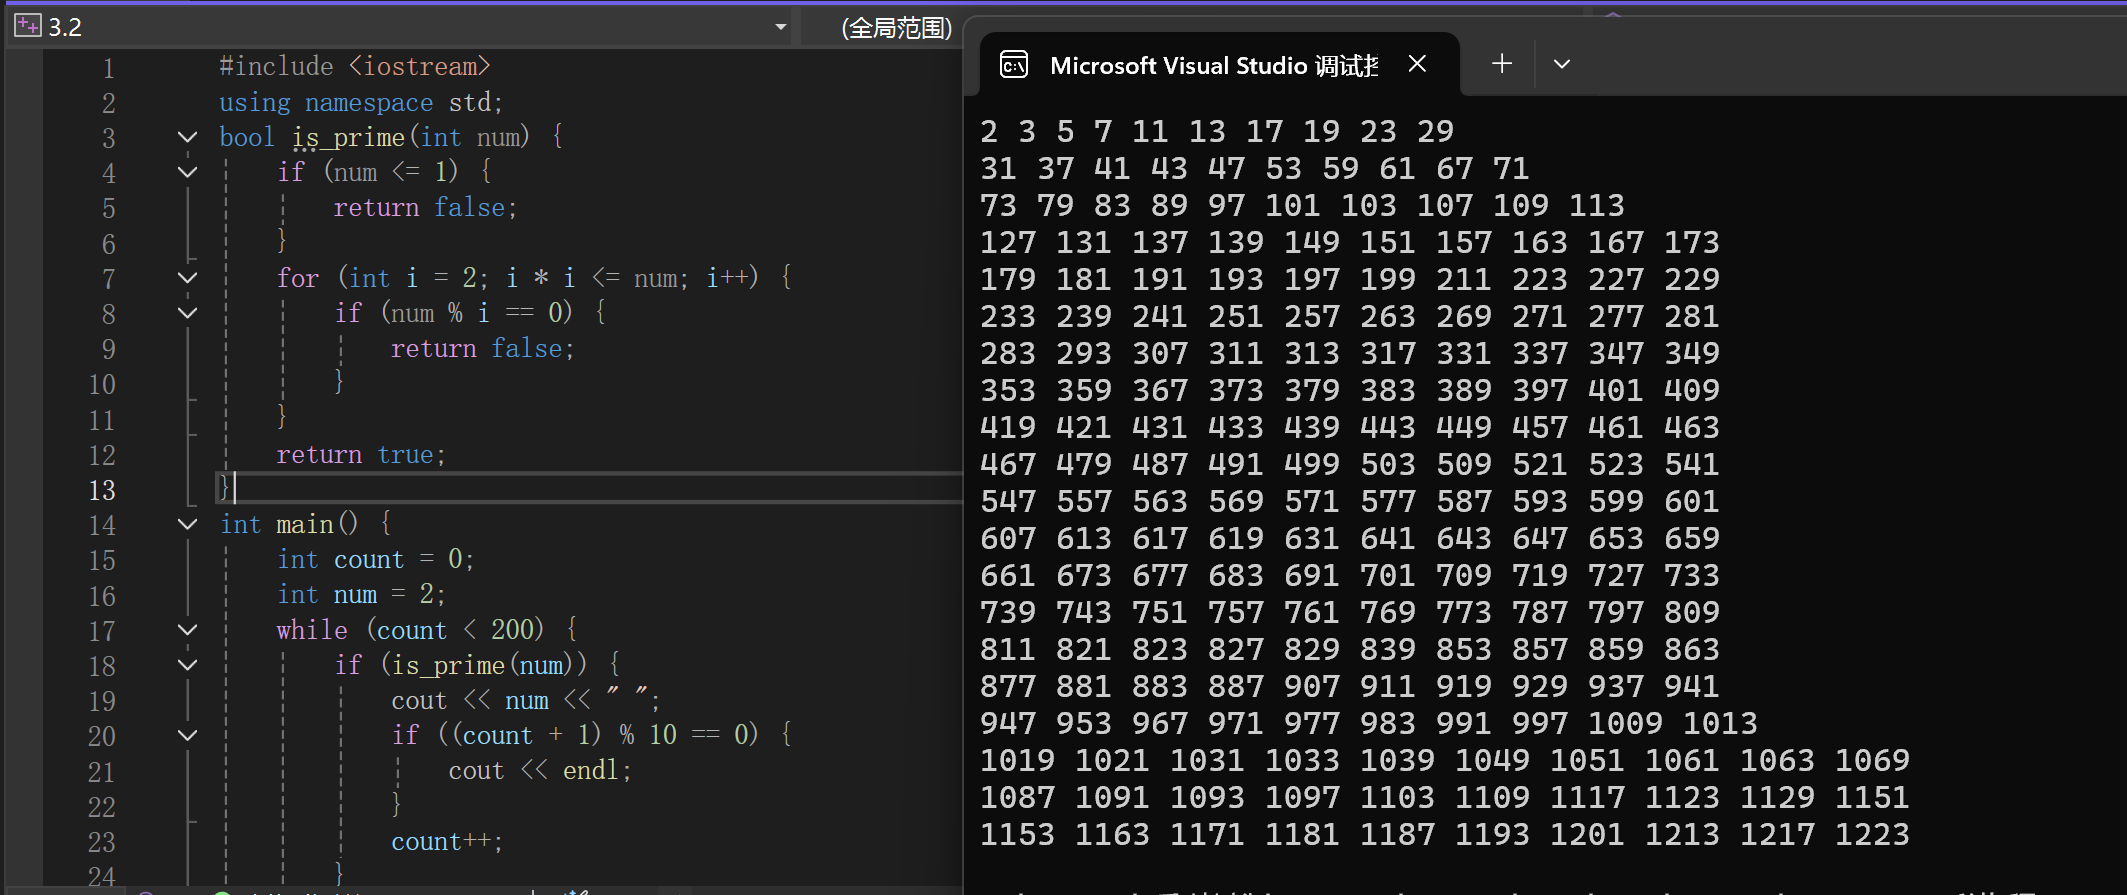 3.2
(全局范围)
Microsoft Visual Studio 调试
1 #include <iostream>
2 using namespace std;
3 bool is_prime(int num) {
4 if (num <= 1) {
5 return false;
6 }
7 for (int i = 2; i * i <= num; i++) {
8 if (num % i == 0) {
9 return false;
10 }
11 }
12 return true;
13 }
14 int main() {
15 int count = 0;
16 int num = 2;
17 while (count < 200) {
18 if (is_prime(num)) {
19 cout << num << " ";
20 if ((count + 1) % 10 == 0) {
21 cout << endl;
22 }
23 count++;
24 }
2 3 5 7 11 13 17 19 23 29
31 37 41 43 47 53 59 61 67 71
73 79 83 89 97 101 103 107 109 113
127 131 137 139 149 151 157 163 167 173
179 181 191 193 197 199 211 223 227 229
233 239 241 251 257 263 269 271 277 281
283 293 307 311 313 317 331 337 347 349
353 359 367 373 379 383 389 397 401 409
419 421 431 433 439 443 449 457 461 463
467 479 487 491 499 503 509 521 523 541
547 557 563 569 571 577 587 593 599 601
607 613 617 619 631 641 643 647 653 659
661 673 677 683 691 701 709 719 727 733
739 743 751 757 761 769 773 787 797 809
811 821 823 827 829 839 853 857 859 863
877 881 883 887 907 911 919 929 937 941
947 953 967 971 977 983 991 997 1009 1013
1019 1021 1031 1033 1039 1049 1051 1061 1063 1069
1087 1091 1093 1097 1103 1109 1117 1123 1129 1151
1153 1163 1171 1181 1187 1193 1201 1213 1217 1223